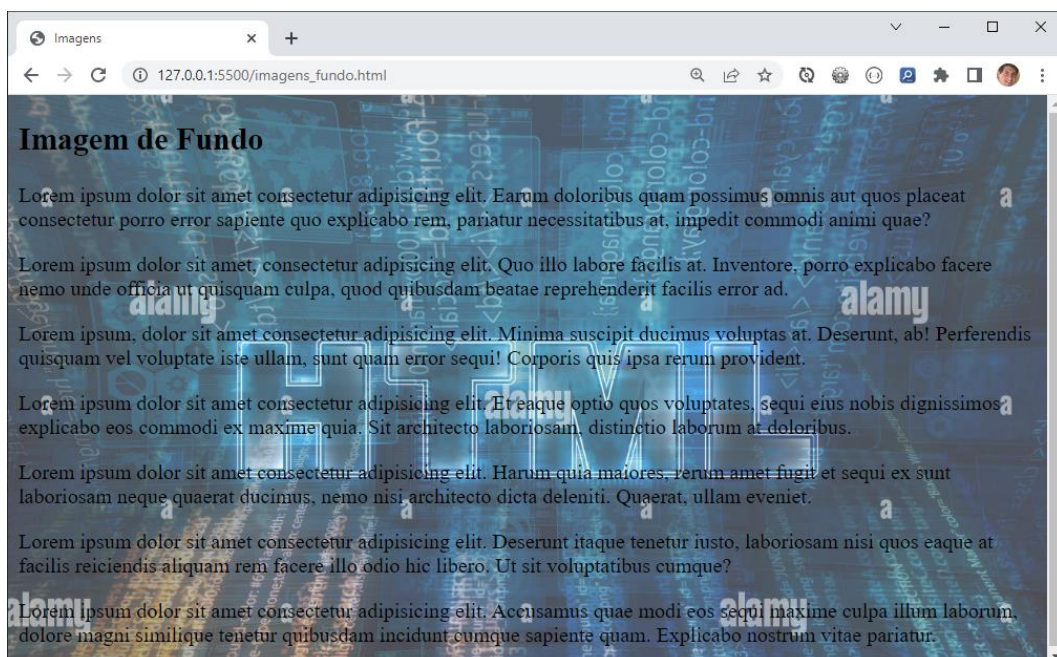 Imagens
127.0.0.1:5500/imagens_fundo.html
Imagem de Fundo
Lorem ipsum dolor sit amet consectetur adipisicing elit. Earum doloribus quam possimus omnis aut quos placeat
consectetur porro error sapiente quo explicabo rem, pariatur necessitatibus at, impedit commodi animi quae?
Lorem ipsum dolor sit amet, consectetur adipisicing elit. Quo illo labore facilis at. Inventore, porro explicabo facere
nemo unde officia ut quisquam culpa, quod quibusdam beatae reprehenderit facilis error ad.
alamy alamy
Lorem ipsum, dolor sit amet consectetur adipisicing elit. Minima suscipit ducimus voluptas at. Deserunt, ab! Perferendis
quisquam vel voluptate iste ullam, sunt quam error sequi! Corporis quis ipsa rerum provident.
HTML
alamy
Lorem ipsum dolor sit amet consectetur adipisicing elit. Et eaque optio quos voluptates, sequi eius nobis dignissimos
explicabo eos commodi ex maxime quia. Sit architecto laboriosam, distinctio laborum at doloribus.
Lorem ipsum dolor sit amet consectetur adipisicing elit. Harum quia maiores, rerum amet fugit et sequi ex sunt
laboriosam neque quaerat ducimus, nemo nisi architecto dicta deleniti. Quaerat, ullam eveniet.
Lorem ipsum dolor sit amet consectetur adipisicing elit. Deserunt itaque tenetur iusto, laboriosam nisi quos eaque at
facilis reiciendis aliquam rem facere illo odio hic libero. Ut sit voluptatibus cumque?
alamy alamy
Lorem ipsum dolor sit amet consectetur adipisicing elit. Accusamus quae modi eos sequi maxime culpa illum laborum,
dolore magni similique tenetur quibusdam incidunt cumque sapiente quam. Explicabo nostrum vitae pariatur.